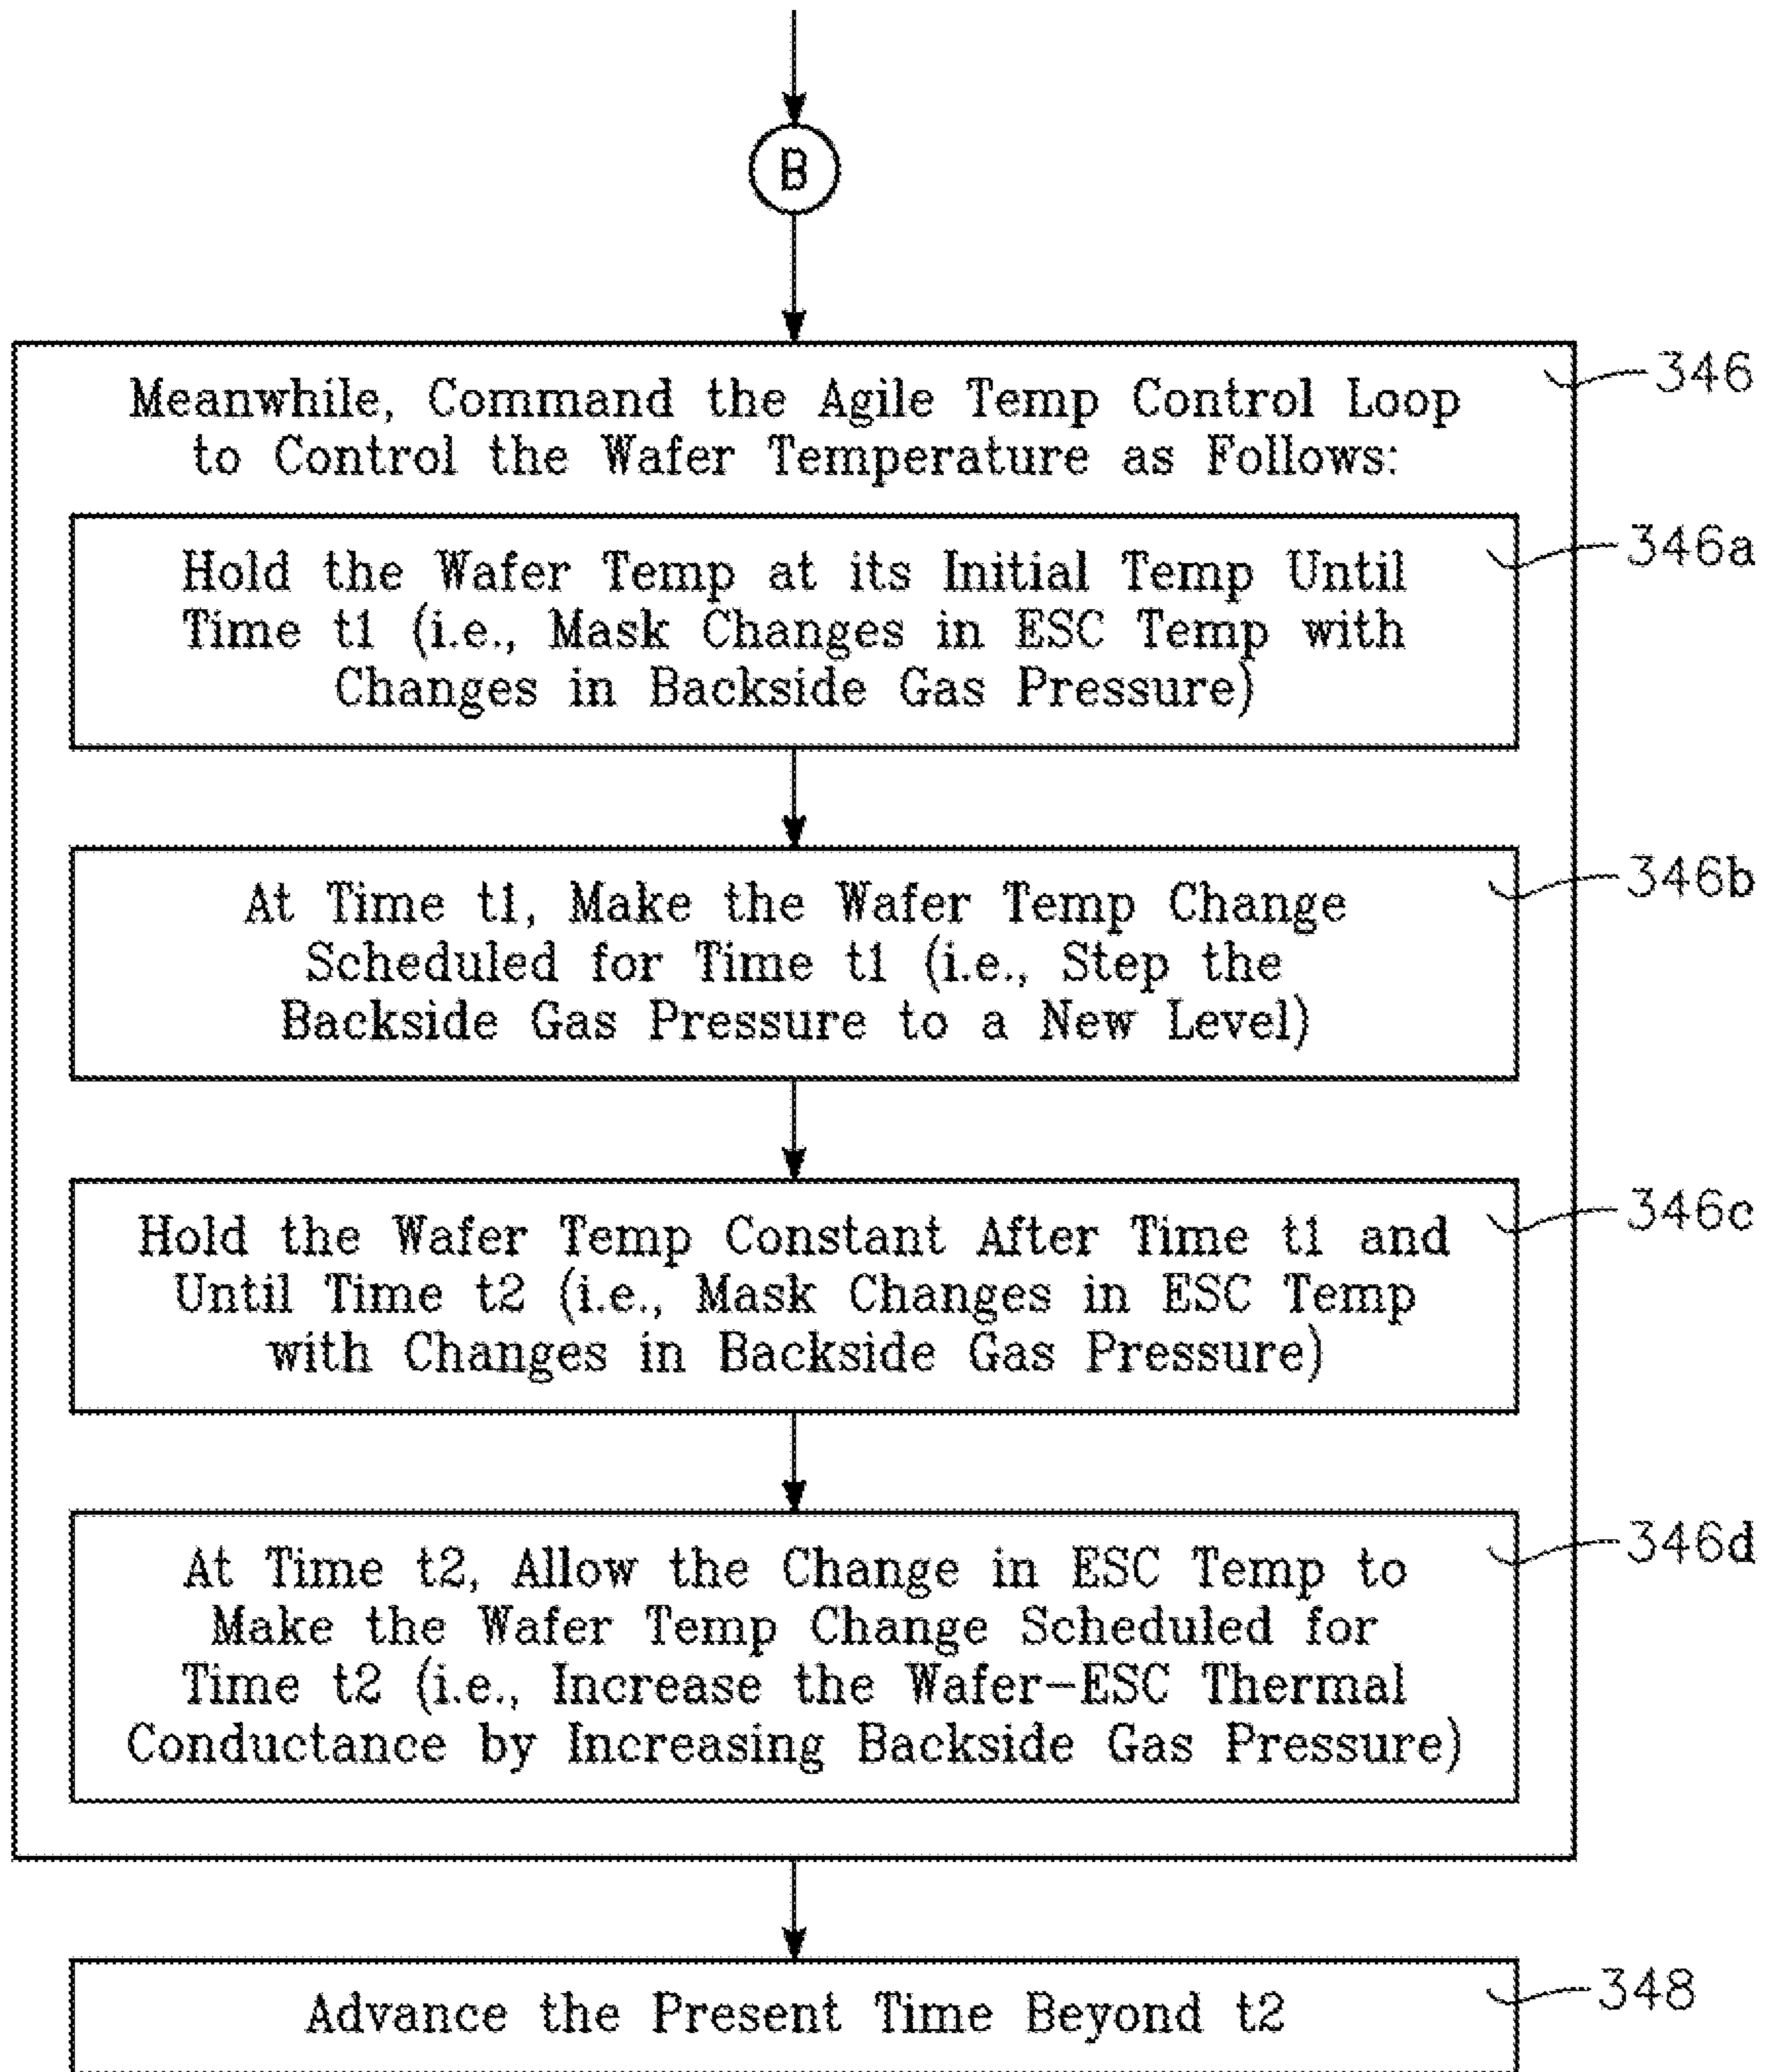 B
Meanwhile, Command the Agile Temp Control Loop
to Control the Wafer Temperature as Follows:
346
Hold the Wafer Temp at its Initial Temp Until
Time t1 (i.e., Mask Changes in ESC Temp with
Changes in Backside Gas Pressure)
346a
At Time t1, Make the Wafer Temp Change
Scheduled for Time t1 (i.e., Step the
Backside Gas Pressure to a New Level)
346b
Hold the Wafer Temp Constant After Time t1 and
Until Time t2 (i.e., Mask Changes in ESC Temp
with Changes in Backside Gas Pressure)
346c
At Time t2, Allow the Change in ESC Temp to
Make the Wafer Temp Change Scheduled for
Time t2 (i.e., Increase the Wafer-ESC Thermal
Conductance by Increasing Backside Gas Pressure)
346d
Advance the Present Time Beyond t2
348